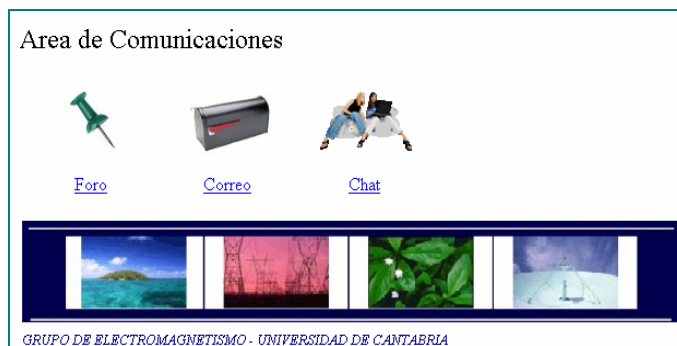 Area de Comunicaciones
Foro Correo Chat
GRUPO DE ELECTROMAGNETISMO - UNIVERSIDAD DE CANTABRIA